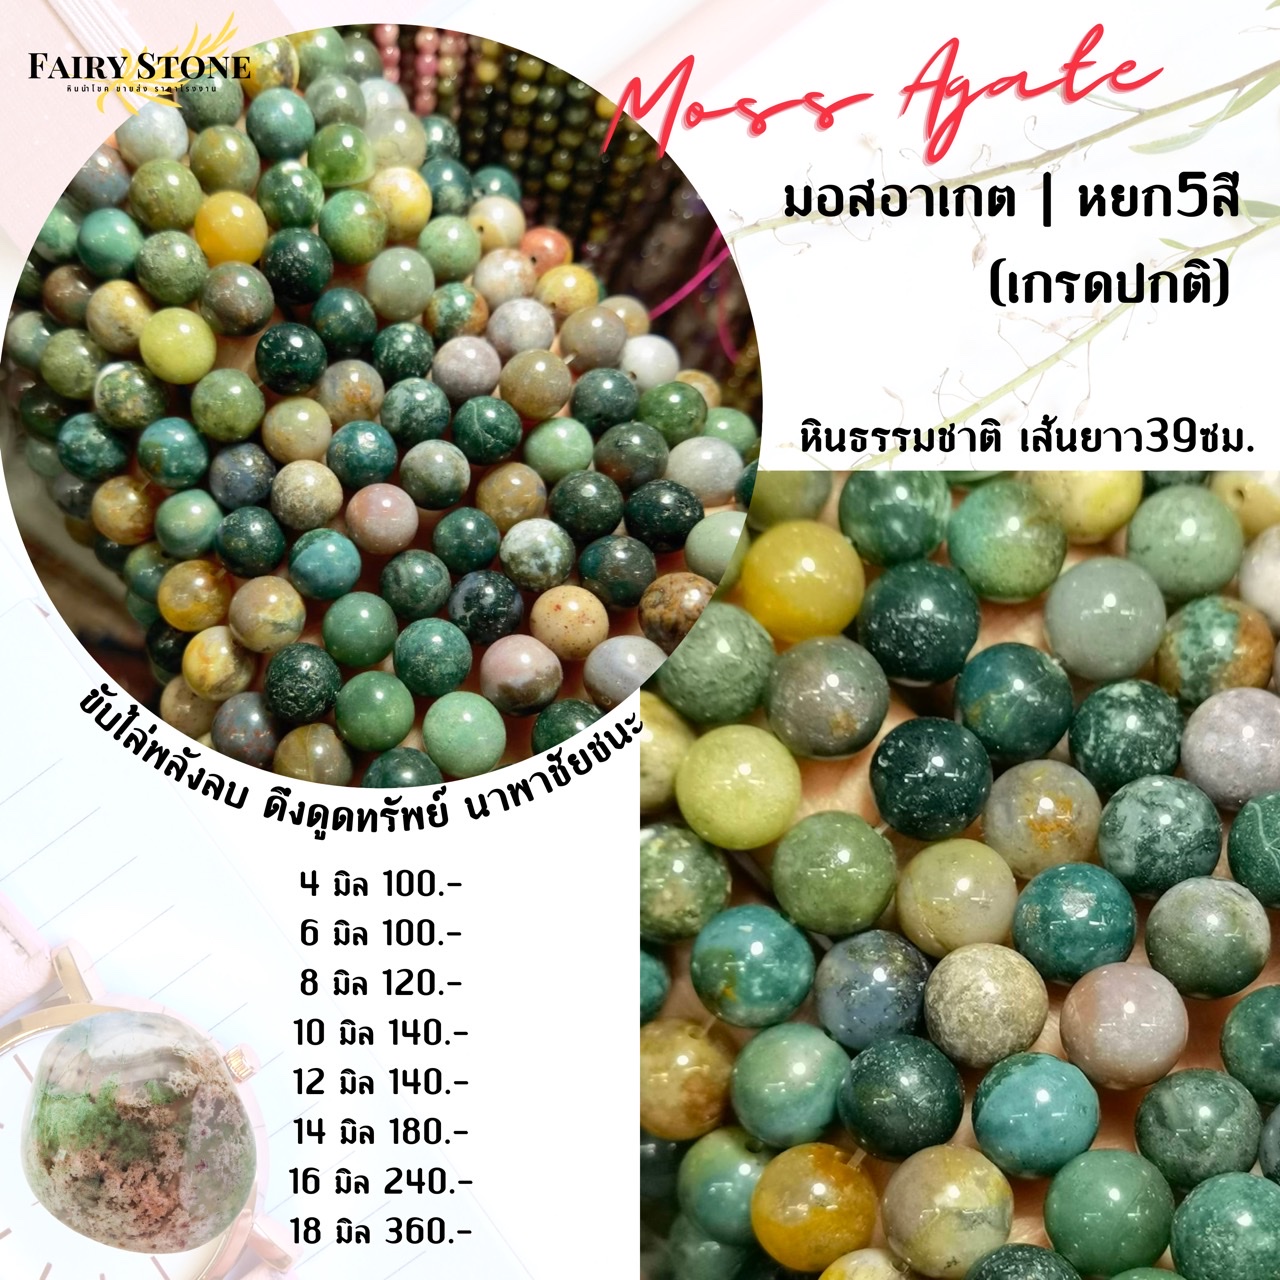 FAIRY STONE
หินนำโชค ขายส่ง ราคาโรงงาน
Moss Agate
มอสอาเกต | หยก5สี
(เกรดปกติ)
หินธรรมชาติ เส้นยาว39ซม.
ขับไล่พลังลบ ดึงดูดทรัพย์ นาพาชัยชนะ
4 มิล 100.-
6 มิล 100.-
8 มิล 120.-
10 มิล 140.-
12 มิล 140.-
14 มิล 180.-
16 มิล 240.-
18 มิล 360.-